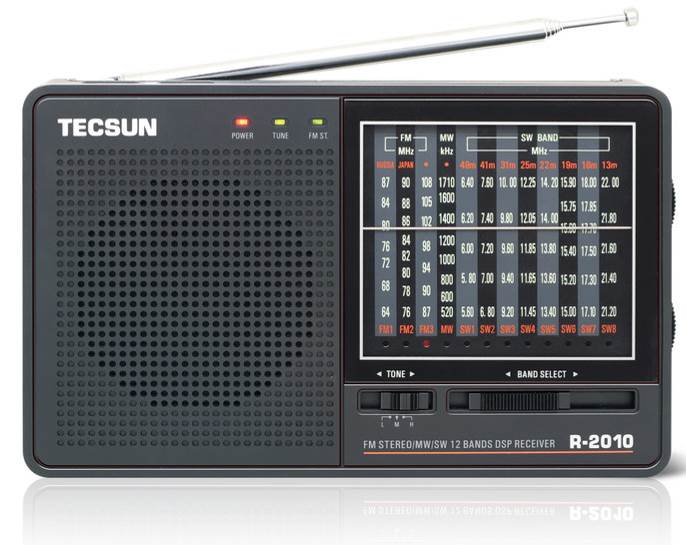 TECSUN
POWER TUNE FM ST.
FM MW SW BAND
MHz kHz MHz
RUSSIA JAPAN • • 49m 41m 31m 25m 22m 19m 16m 13m
87 90 108 1710 6.40 7.60 10.00 12.25 14.20 15.90 18.00 22.00
1600
84 88 105 15.75 17.85
80 86 102 1400 6.20 7.40 9.80 12.05 14.00 15.60 17.70 21.80
76 84 98 1200 6.00 7.20 9.60 11.85 13.80 15.40 17.50 21.60
72 82 1000
80 94
68 78 90 800 5.80 7.00 9.40 11.65 13.60 15.20 17.30 21.40
600
64 76 87 520 5.60 6.80 9.20 11.45 13.40 15.00 17.10 21.20
FM1 FM2 FM3 MW SW1 SW2 SW3 SW4 SW5 SW6 SW7 SW8
◄ TONE ► ◄ BAND SELECT ►
L M H
FM STEREO/MW/SW 12 BANDS DSP RECEIVER R-2010